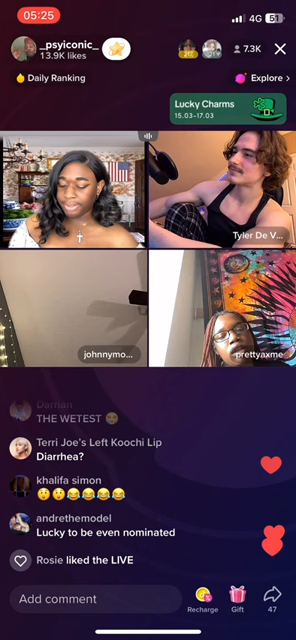 05:25
4G 51
_psyiconic_
13.9K likes
7.3K
Daily Ranking
Explore >
Lucky Charms
15.03–17.03
Tyler De V...
johnnymo...
prettyaxme
Darrian
THE WETEST
Terri Joe's Left Koochi Lip
Diarrhea?
khalifa simon
andrethemodel
Lucky to be even nominated
Rosie liked the LIVE
Add comment
Recharge
Gift
47